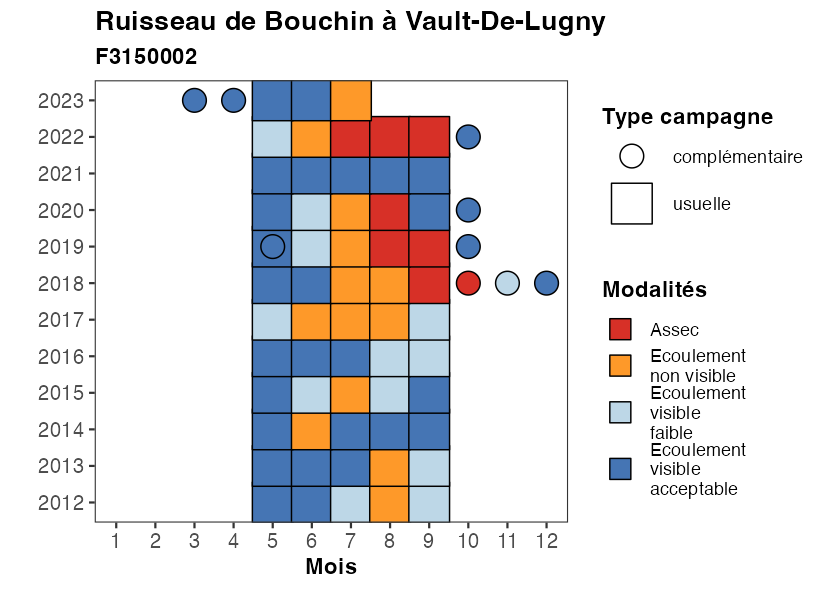 Ruisseau de Bouchin à Vault-De-Lugny
F3150002
2023
2022
2021
2020
2019
2018
2017
2016
2015
2014
2013
2012
1 2 3 4 5 6 7 8 9 10 11 12
Mois
Type campagne
complémentaire
usuelle
Modalités
Assec
Ecoulement
non visible
Ecoulement
visible
faible
Ecoulement
visible
acceptable